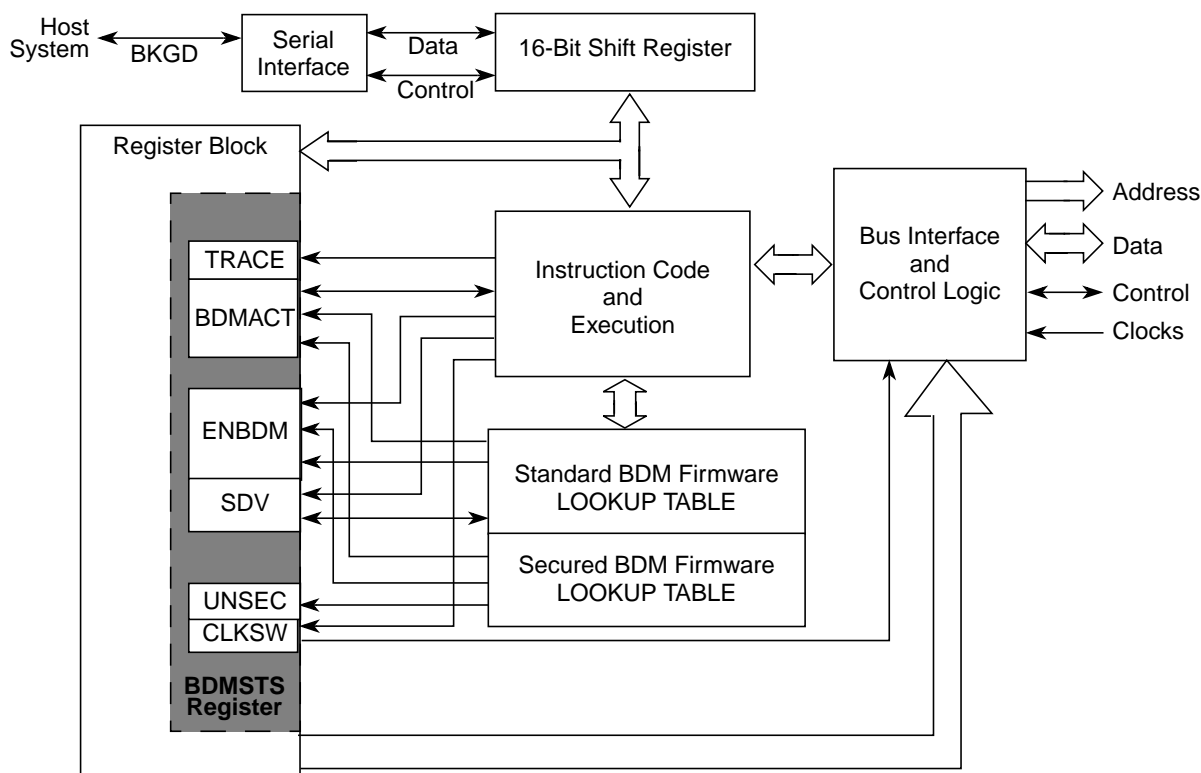 Host
System
BKGD
Serial
Interface
Data
Control
16-Bit Shift Register
Register Block
TRACE
BDMACT
ENBDM
SDV
UNSEC
CLKSW
BDMSTS
Register
Instruction Code
and
Execution
Standard BDM Firmware
LOOKUP TABLE
Secured BDM Firmware
LOOKUP TABLE
Bus Interface
and
Control Logic
Address
Data
Control
Clocks